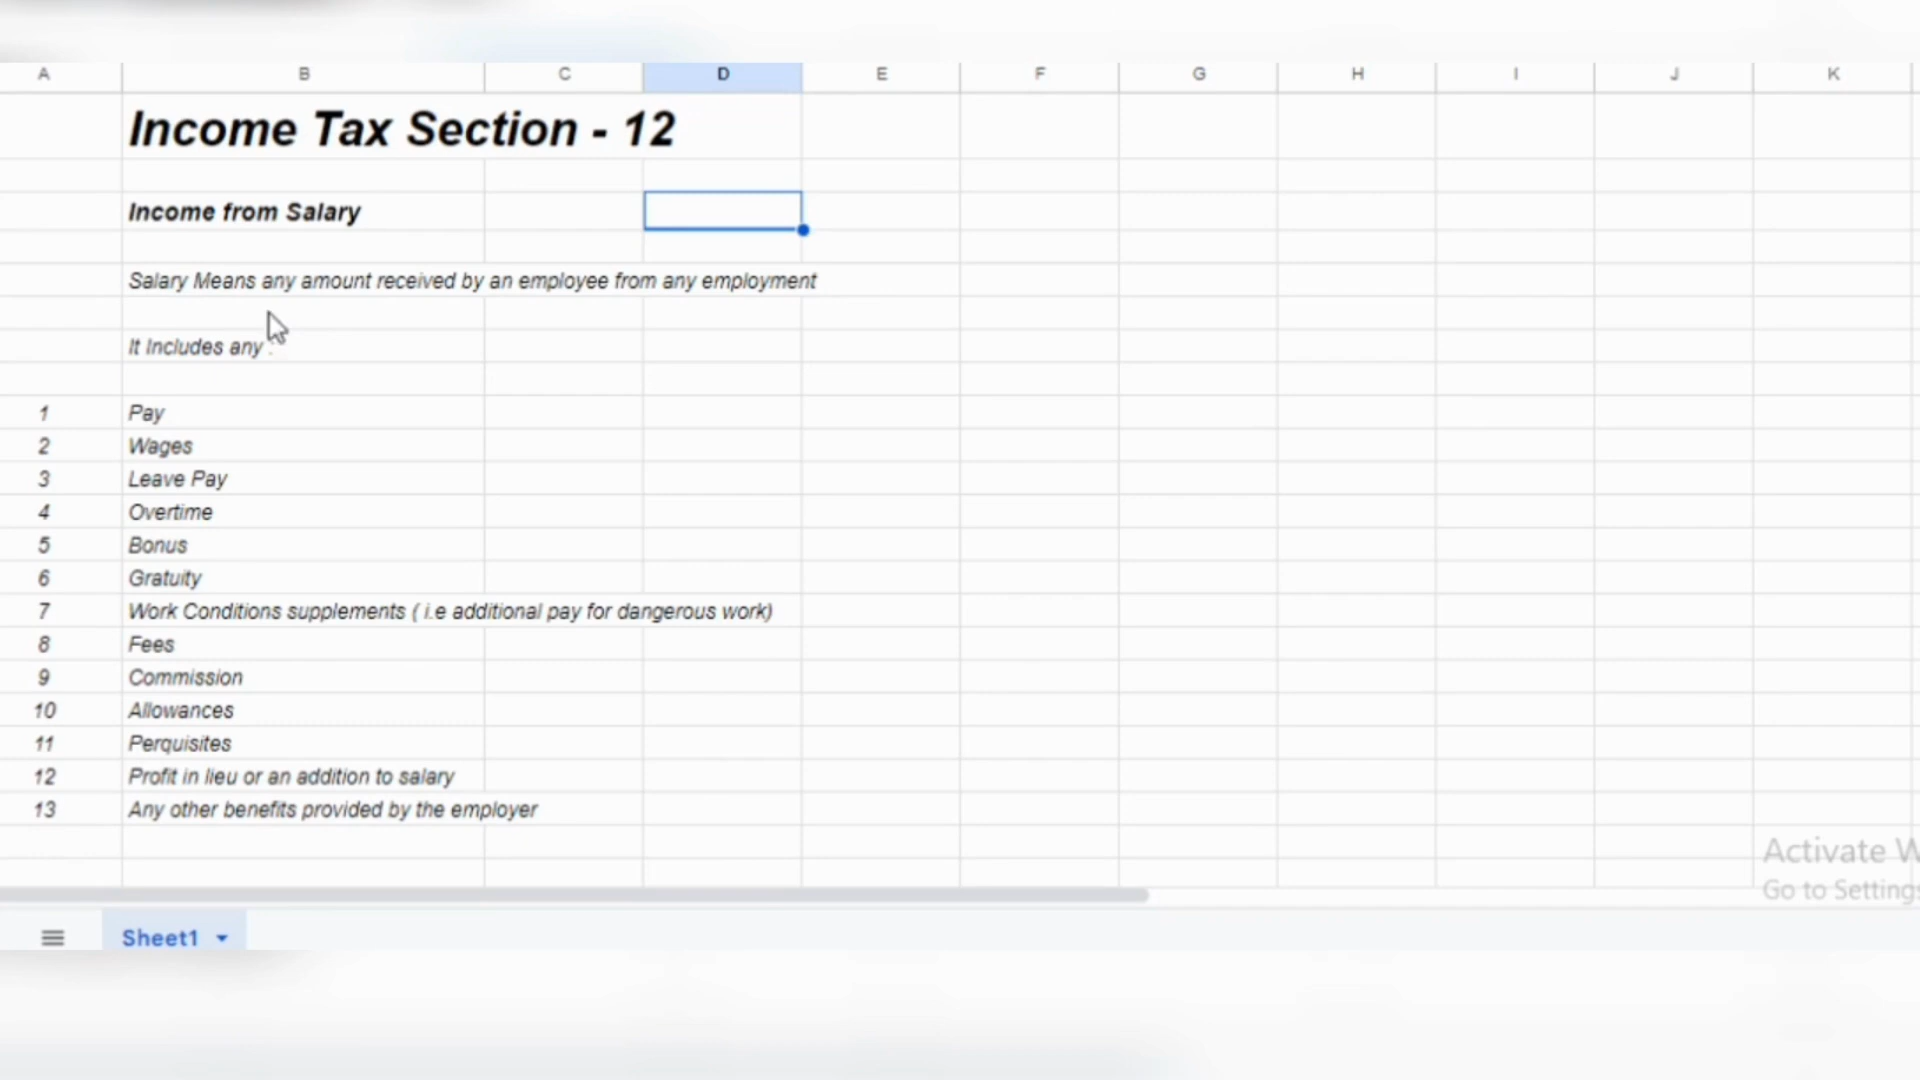 A B C D E F G H I J K
Income Tax Section - 12
Income from Salary
Salary Means any amount received by an employee from any employment
It Includes any :
1 Pay
2 Wages
3 Leave Pay
4 Overtime
5 Bonus
6 Gratuity
7 Work Conditions supplements ( i.e additional pay for dangerous work)
8 Fees
9 Commission
10 Allowances
11 Perquisites
12 Profit in lieu or an addition to salary
13 Any other benefits provided by the employer
Activate W
Go to Settings
Sheet1